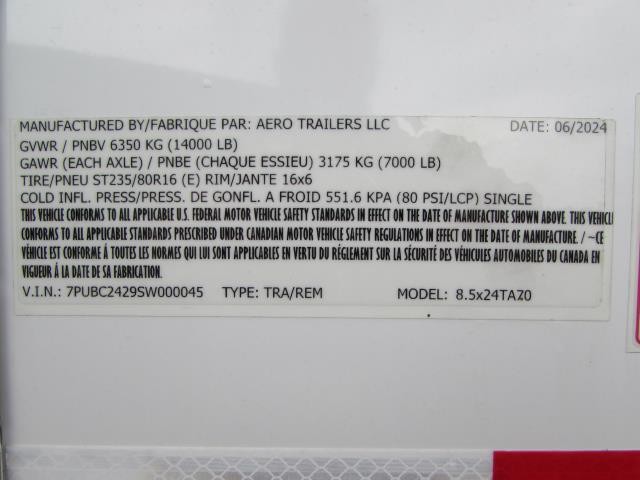 MANUFACTURED BY/FABRIQUE PAR: AERO TRAILERS LLC DATE: 06/2024
GVWR / PNBV 6350 KG (14000 LB)
GAWR (EACH AXLE) / PNBE (CHAQUE ESSIEU) 3175 KG (7000 LB)
TIRE/PNEU ST235/80R16 (E) RIM/JANTE 16x6
COLD INFL. PRESS/PRESS. DE GONFL. A FROID 551.6 KPA (80 PSI/LCP) SINGLE
THIS VEHICLE CONFORMS TO ALL APPLICABLE U.S. FEDERAL MOTOR VEHICLE SAFETY STANDARDS IN EFFECT ON THE DATE OF MANUFACTURE SHOWN ABOVE. THIS VEHICL
CONFORMS TO ALL APPLICABLE STANDARDS PRESCRIBED UNDER CANADIAN MOTOR VEHICLE SAFETY REGULATIONS IN EFFECT ON THE DATE OF MANUFACTURE. / ~CE
VÉHICLE EST CONFORME À TOUTES LES NORMES QUI LUI SONT APPLICABLES EN VERTU DU RÉGLEMENT SUR LA SÉCURITÉ DES VÉHICLES AUTOMOBILES DU CANADA EN
VIGUEUR À LA DATE DE SA FABRICATION.
V.I.N.: 7PUBC2429SW000045 TYPE: TRA/REM MODEL: 8.5x24TA70